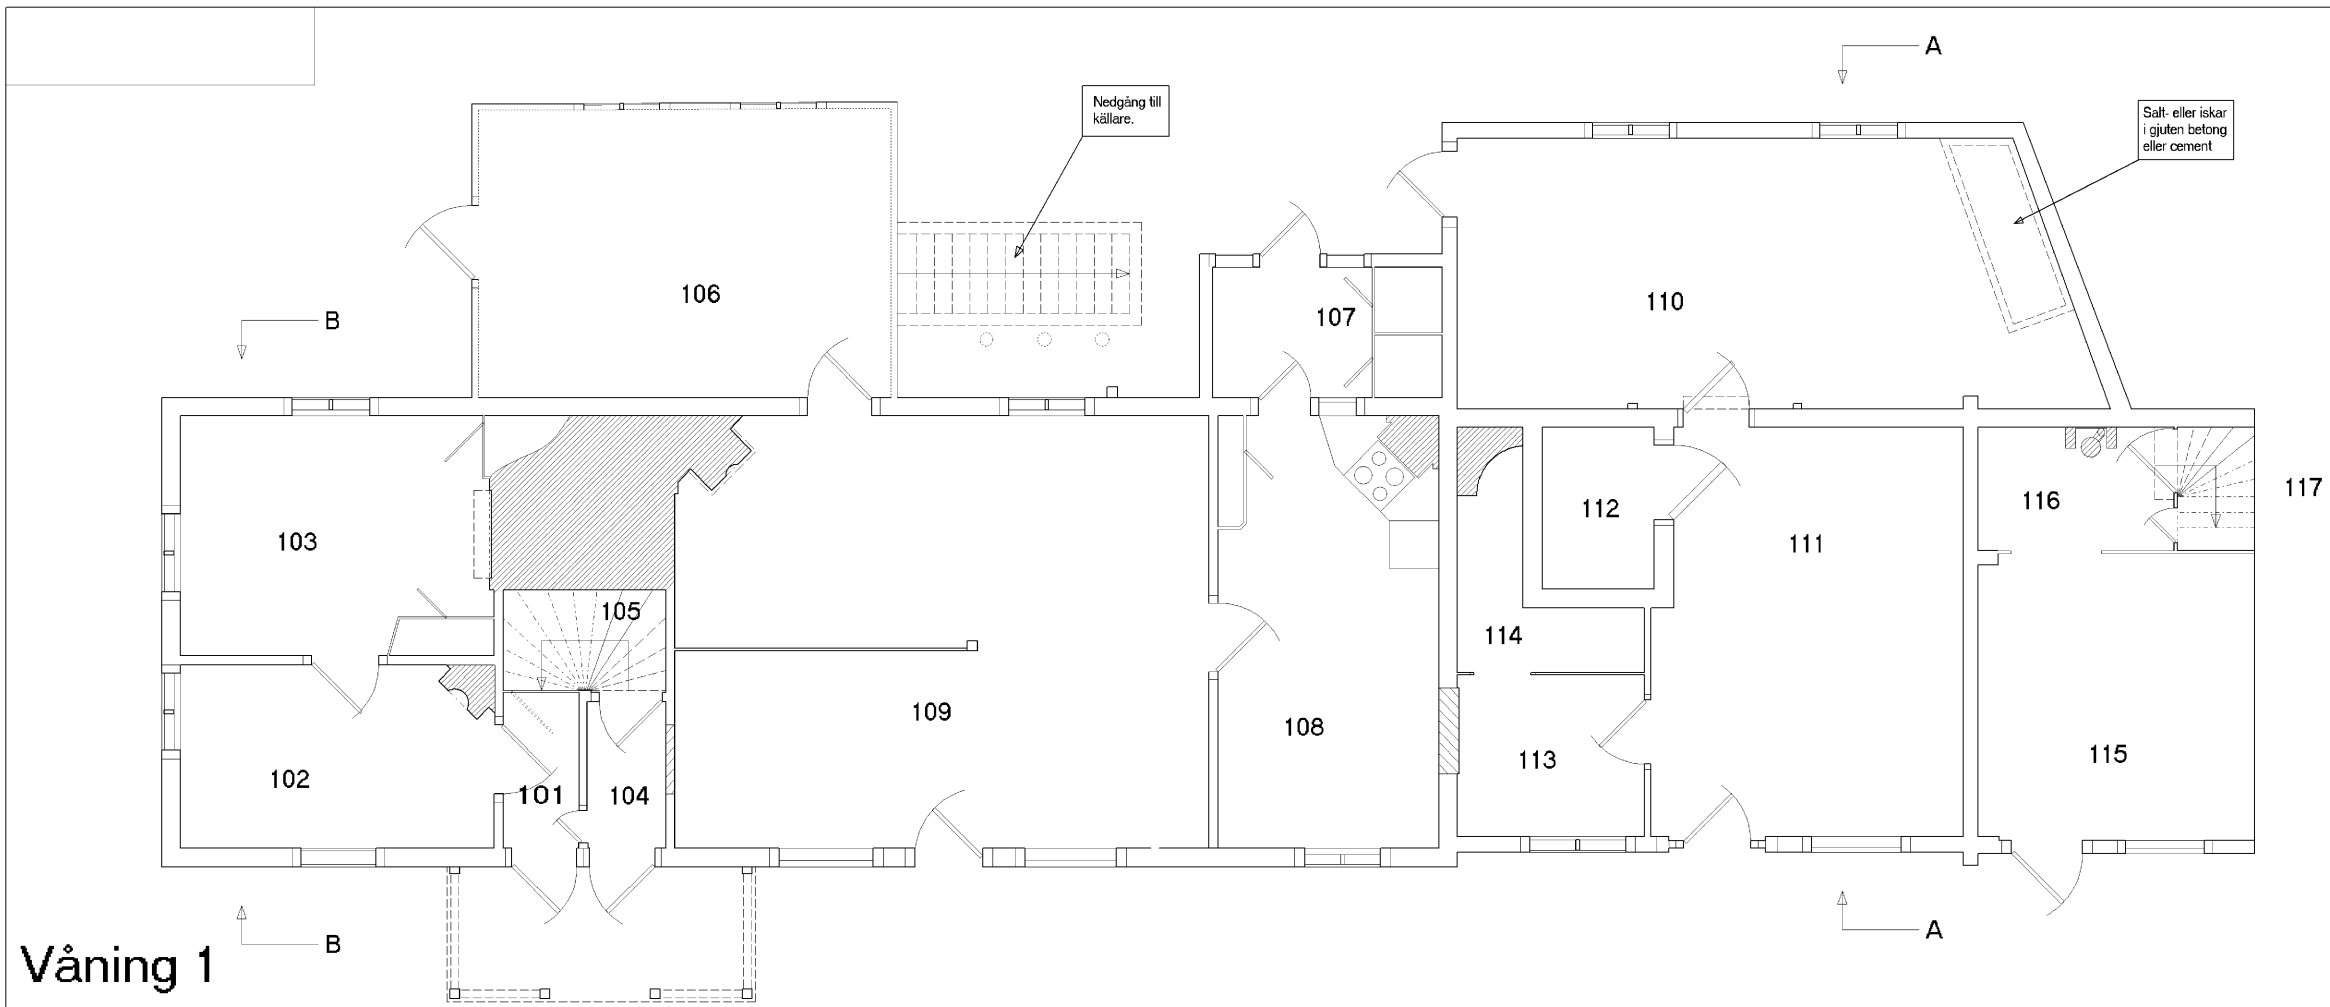 A
Nedgång till
källare.
Salt- eller iskar
i gjuten betong
eller cement
106
110
107
B
117
116
112
103
111
105
114
109
108
115
113
102
101
104
A
B
Våning 1